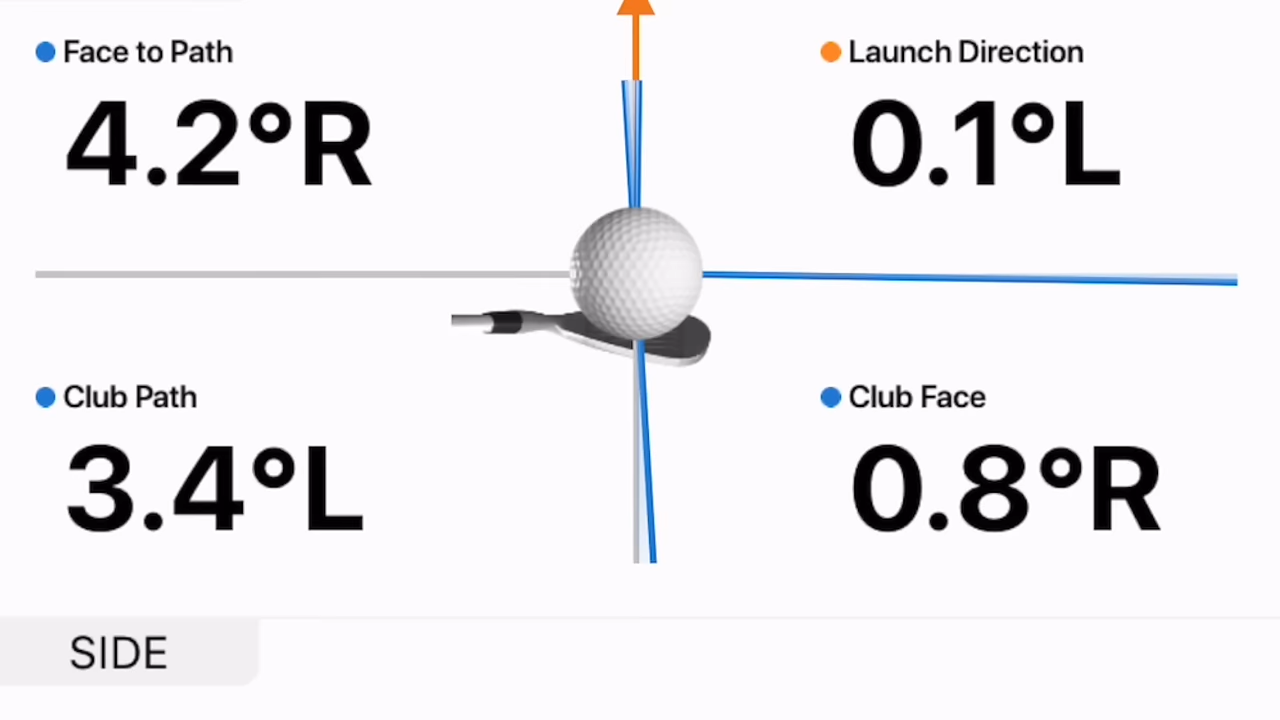 Face to Path
4.2°R
Launch Direction
0.1°L
Club Path
3.4°L
Club Face
0.8°R
SIDE